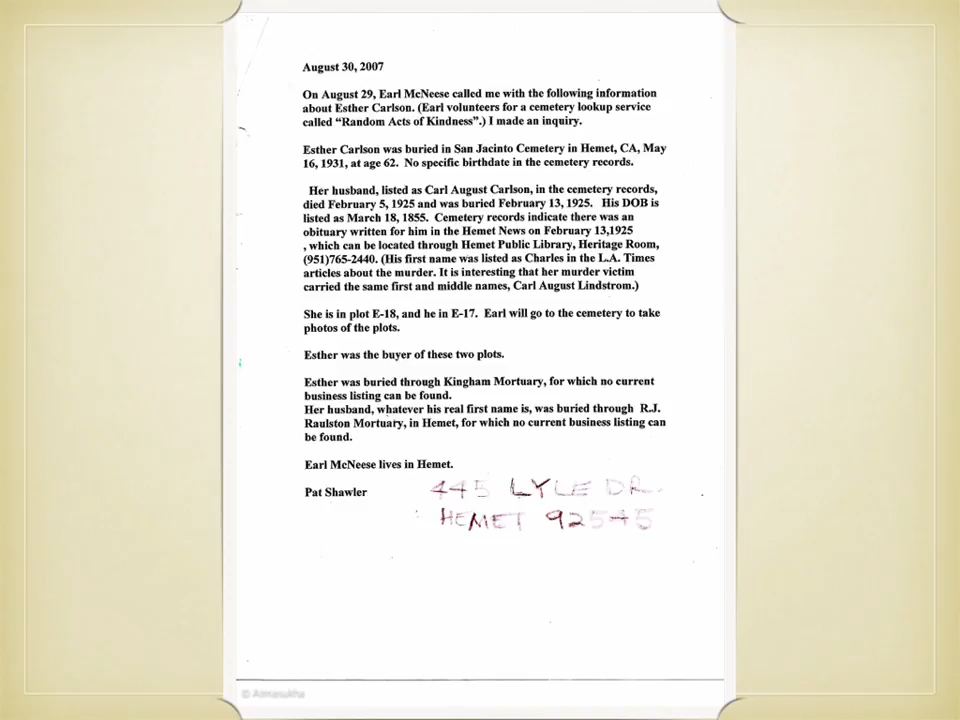 August 30, 2007
On August 29, Earl McNeese called me with the following information
about Esther Carlson. (Earl volunteers for a cemetery lookup service
called “Random Acts of Kindness”.) I made an inquiry.
Esther Carlson was buried in San Jacinto Cemetery in Hemet, CA, May
16, 1931, at age 62. No specific birthdate in the cemetery records.
Her husband, listed as Carl August Carlson, in the cemetery records,
died February 5, 1925 and was buried February 13, 1925. His DOB is
listed as March 18, 1855. Cemetery records indicate there was an
obituary written for him in the Hemet News on February 13,1925
, which can be located through Hemet Public Library, Heritage Room,
(951)765-2440. (His first name was listed as Charles in the L.A. Times
articles about the murder. It is interesting that her murder victim
carried the same first and middle names, Carl August Lindstrom.)
She is in plot E-18, and he in E-17. Earl will go to the cemetery to take
photos of the plots.
Esther was the buyer of these two plots.
Esther was buried through Kingham Mortuary, for which no current
business listing can be found.
Her husband, whatever his real first name is, was buried through R.J.
Raulston Mortuary, in Hemet, for which no current business listing can
be found.
Earl McNeese lives in Hemet.
Pat Shawler
445 LYLE DR.
HEMET 92545
© Atmasukha